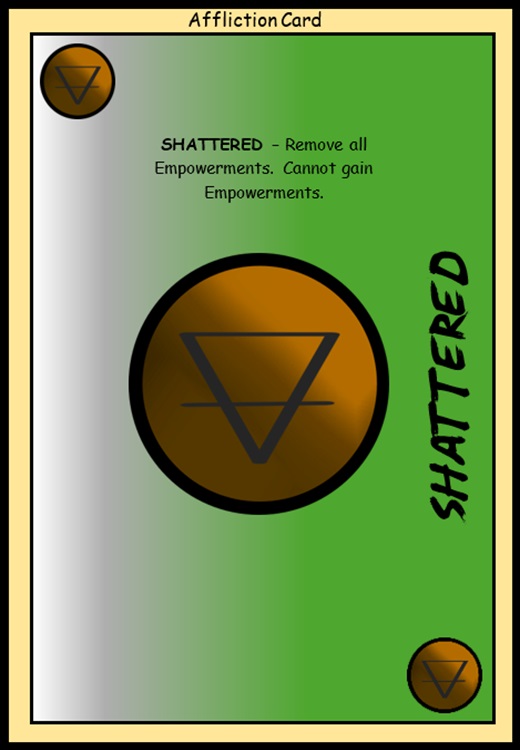 Affliction Card
SHATTERED - Remove all
Empowerments. Cannot gain
Empowerments.
SHATTERED